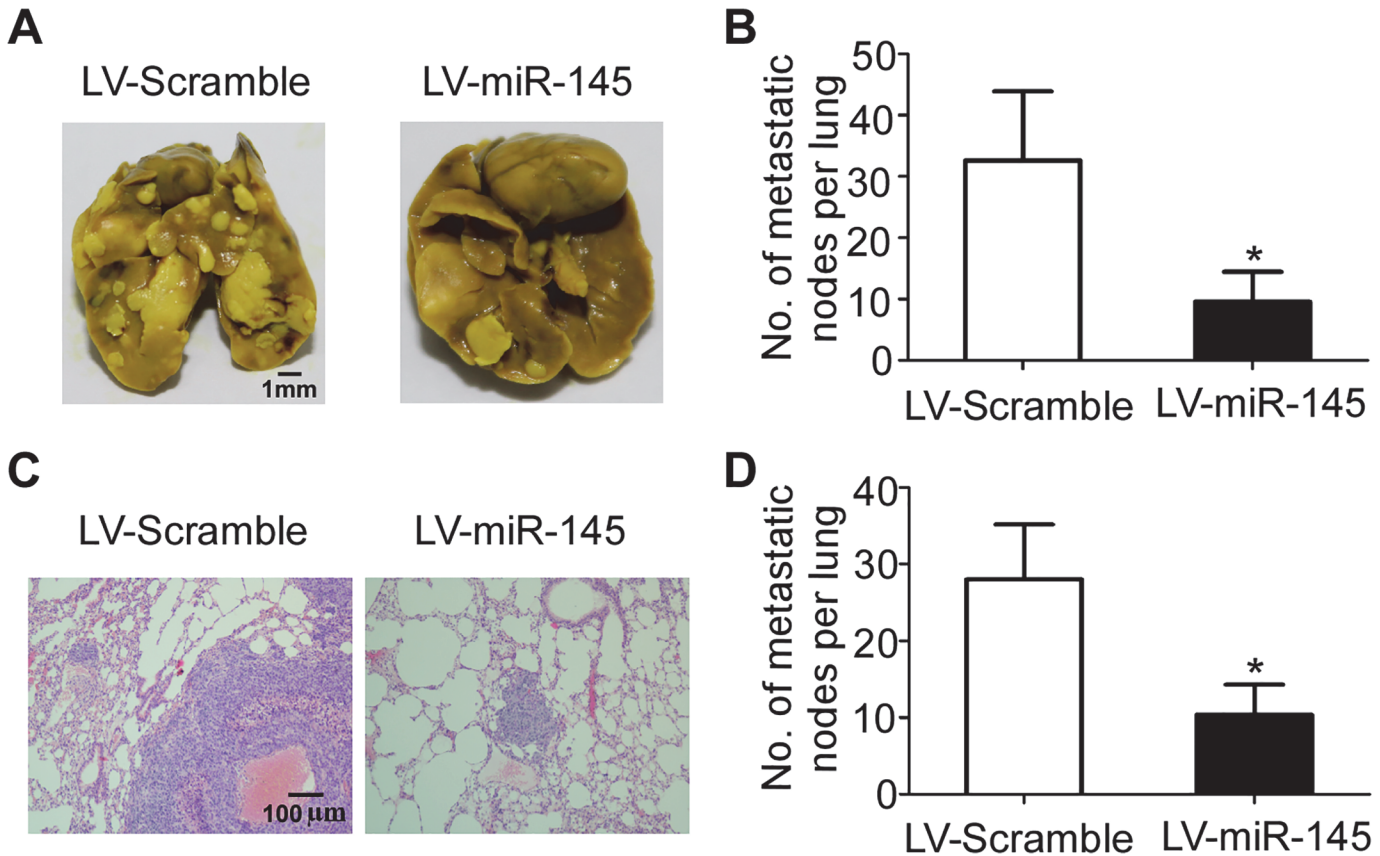 A
LV-Scramble
LV-miR-145
1mm
B
No. of metastatic
nodes per lung
50
40
30
20
10
0
*
LV-Scramble
LV-miR-145
C
LV-Scramble
LV-miR-145
100 µm
D
No. of metastatic
nodes per lung
40
30
20
10
0
*
LV-Scramble
LV-miR-145